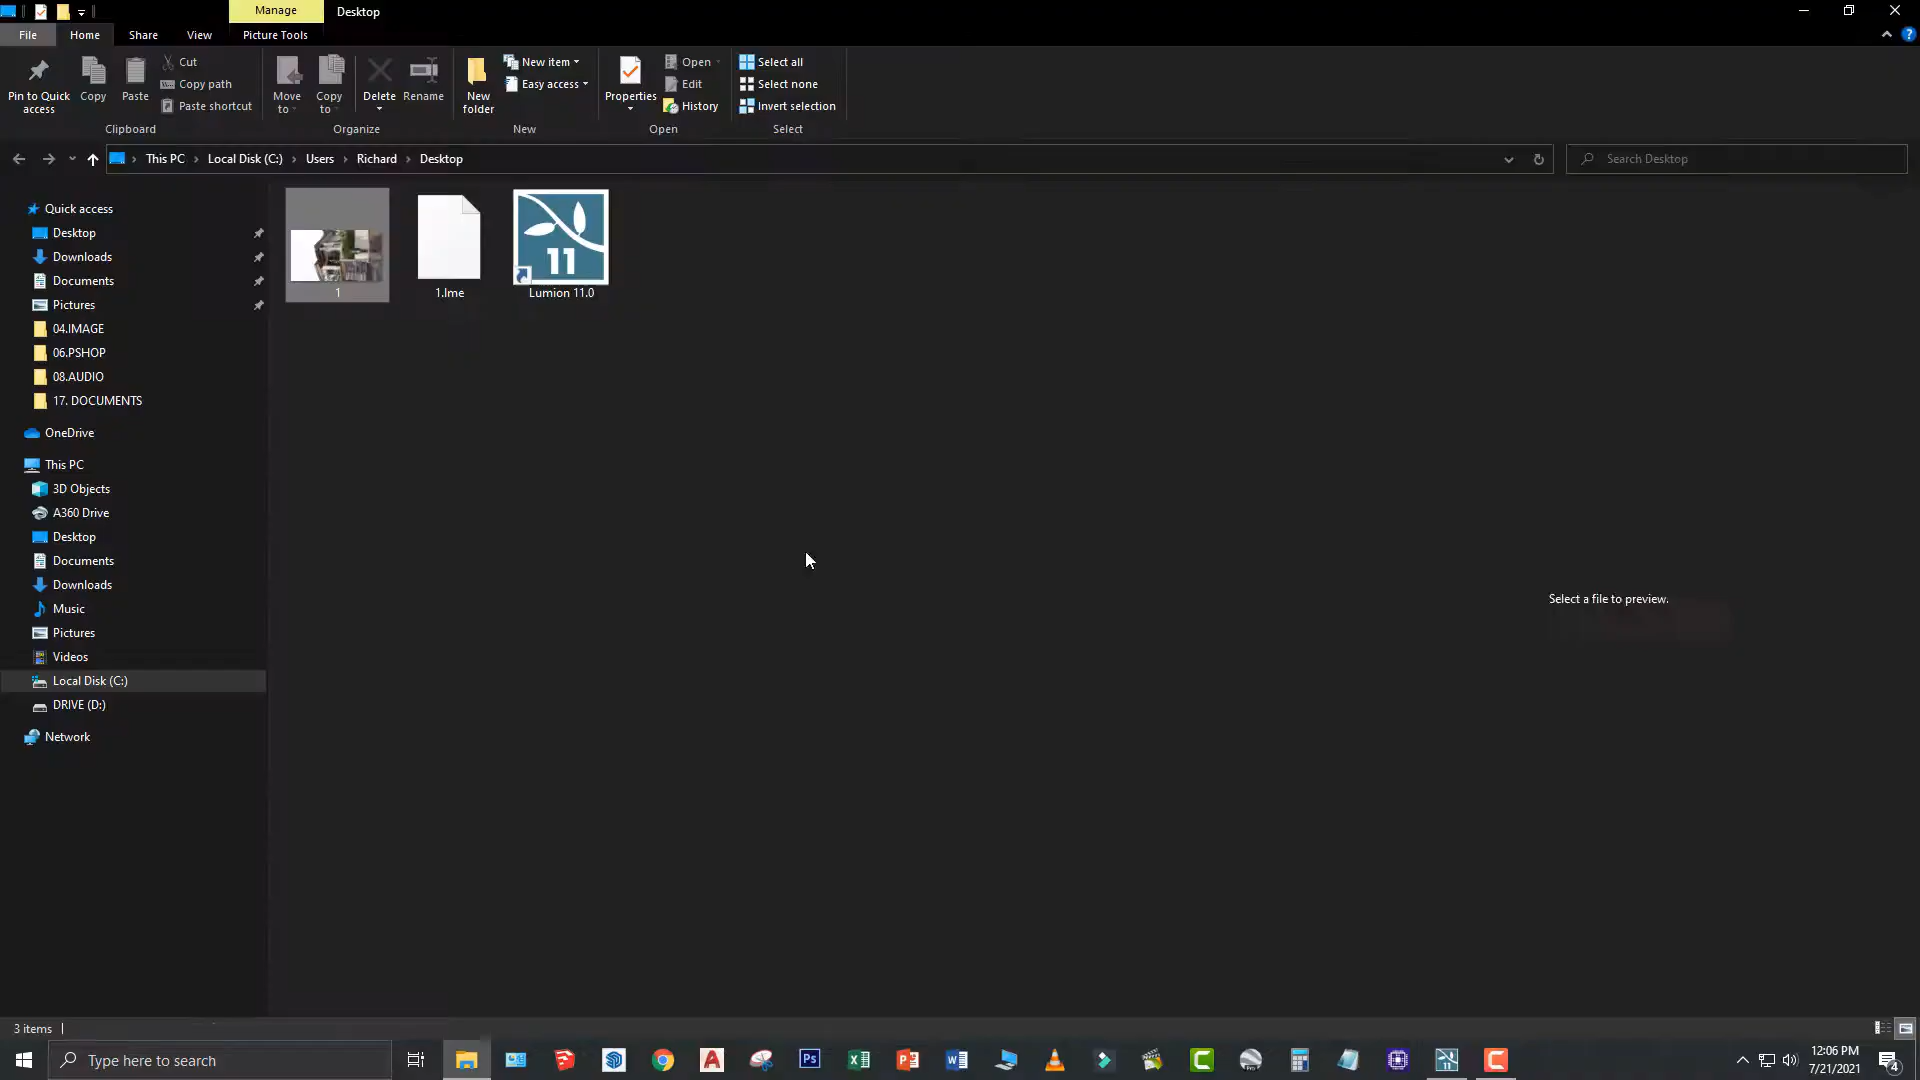 Manage
Desktop
File
Home
Share
View
Picture Tools
Pin to Quick
access
Copy
Paste
Cut
Copy path
Paste shortcut
Clipboard
Move
to
Copy
to
Delete
Rename
Organize
New
folder
New item
Easy access
New
Properties
Open
Edit
History
Open
Select all
Select none
Invert selection
Select
This PC
Local Disk (C:)
Users
Richard
Desktop
Search Desktop
Quick access
Desktop
Downloads
Documents
Pictures
04.IMAGE
06.PSHOP
08.AUDIO
17. DOCUMENTS
OneDrive
This PC
3D Objects
A360 Drive
Desktop
Documents
Downloads
Music
Pictures
Videos
Local Disk (C:)
DRIVE (D:)
Network
1
1.lme
11
Lumion 11.0
Select a file to preview.
3 items
Type here to search
Ps
12:06 PM
7/21/2021
4